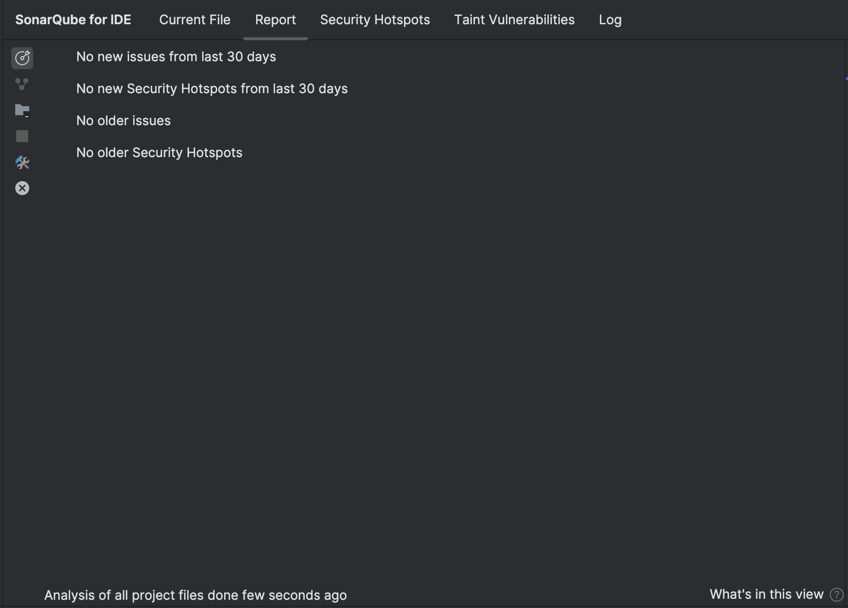 SonarQube for IDE Current File Report Security Hotspots Taint Vulnerabilities Log
No new issues from last 30 days
No new Security Hotspots from last 30 days
No older issues
No older Security Hotspots
Analysis of all project files done few seconds ago What's in this view ?